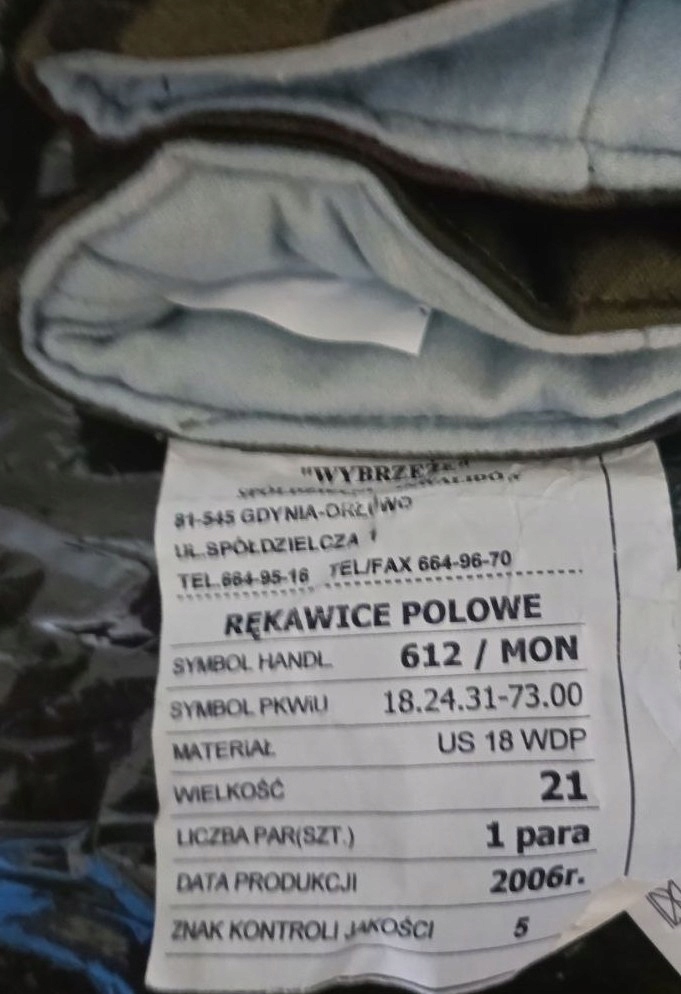 "WYBRZEŻE"
81-545 GDYNIA-ORŁOWO
UL.SPÓŁDZIELCZA 1
TEL.664-95-16 TEL/FAX 664-96-70
RĘKAWICE POLOWE
SYMBOL HANDL. 612 / MON
SYMBOL PKWiU 18.24.31-73.00
MATERIAŁ US 18 WDP
WIELKOŚĆ 21
LICZBA PAR(SZT.) 1 para
DATA PRODUKCJI 2006r.
ZNAK KONTROLI JAKOŚCI 5